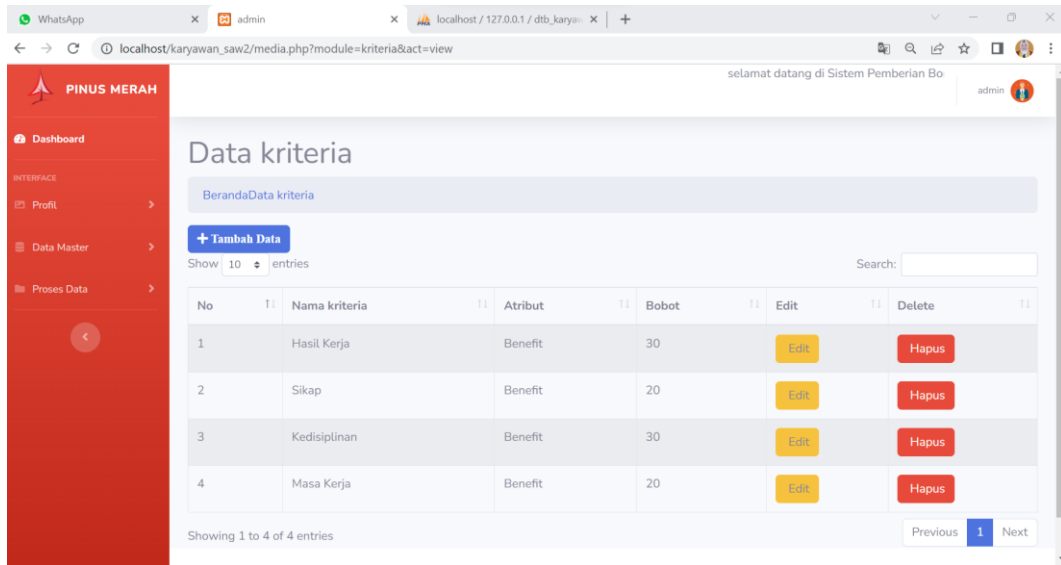 WhatsApp
admin
localhost / 127.0.0.1 / dtb_karyaw
localhost/karyawan_saw2/media.php?module=kriteria&act=view
PINUS MERAH
selamat datang di Sistem Pemberian Bo
admin
Dashboard
INTERFACE
Profil
Data Master
Proses Data
Data kriteria
BerandaData kriteria
Tambah Data
Show 10 entries
Search:
No Nama kriteria Atribut Bobot Edit Delete
1 Hasil Kerja Benefit 30 Edit Hapus
2 Sikap Benefit 20 Edit Hapus
3 Kedisiplinan Benefit 30 Edit Hapus
4 Masa Kerja Benefit 20 Edit Hapus
Showing 1 to 4 of 4 entries
Previous 1 Next